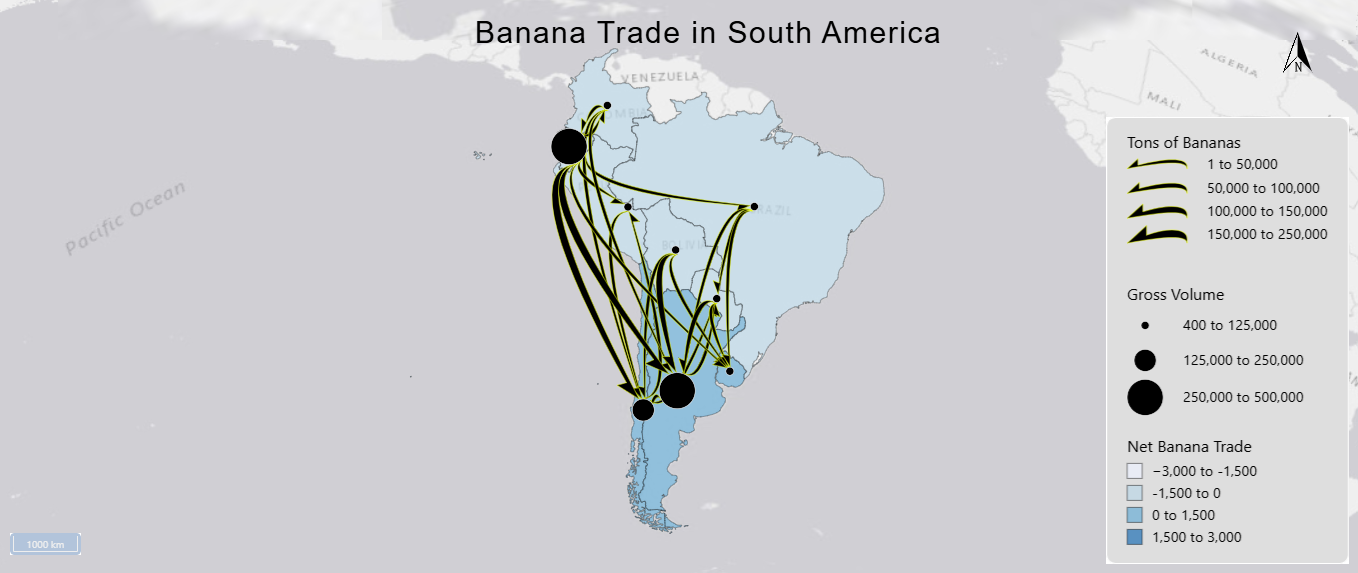 Banana Trade in South America
VENEZUELA
ALGERIA
MALI
N
Pacific Ocean
Tons of Bananas
1 to 50,000
50,000 to 100,000
100,000 to 150,000
150,000 to 250,000
Gross Volume
400 to 125,000
125,000 to 250,000
250,000 to 500,000
Net Banana Trade
−3,000 to -1,500
-1,500 to 0
0 to 1,500
1,500 to 3,000
1000 km